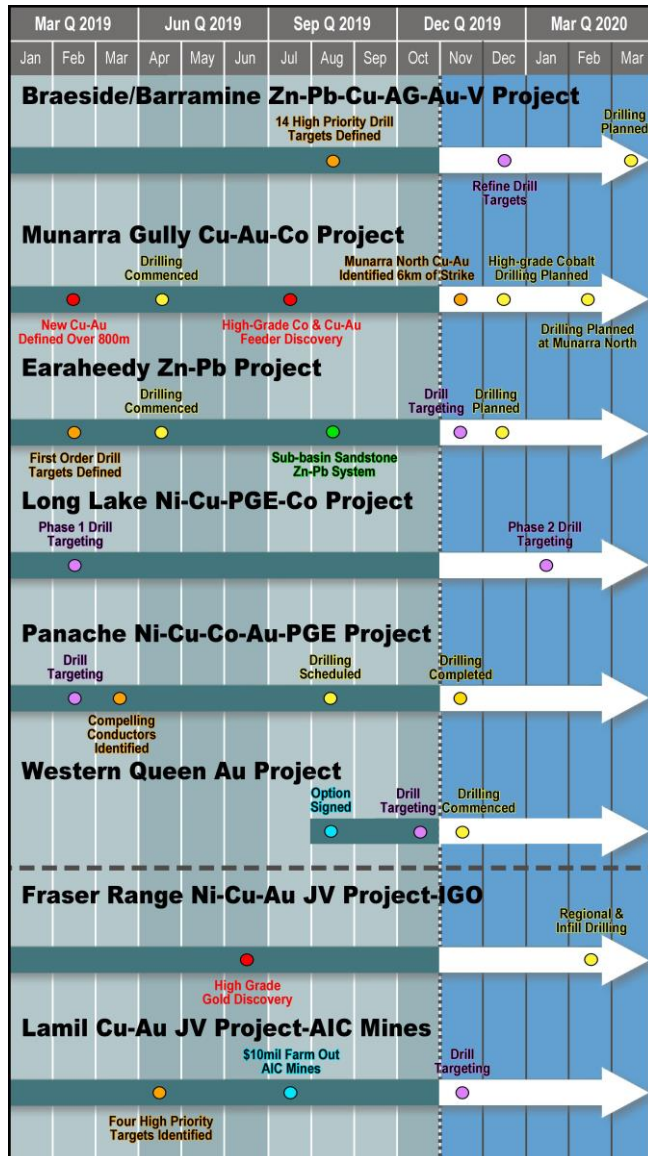 Mar Q 2019 Jun Q 2019 Sep Q 2019 Dec Q 2019 Mar Q 2020
Jan Feb Mar Apr May Jun Jul Aug Sep Oct Nov Dec Jan Feb Mar
Braeside/Barramine Zn-Pb-Cu-AG-Au-V Project
14 High Priority Drill
Targets Defined
Drilling
Planned
Refine Drill
Targets
Munarra Gully Cu-Au-Co Project
Drilling
Commenced
Munarra North Cu-Au
Identified 6km of Strike
High-grade Cobalt
Drilling Planned
New Cu-Au
Defined Over 800m
High-Grade Co & Cu-Au
Feeder Discovery
Drilling Planned
at Munarra North
Earaheedy Zn-Pb Project
Drilling
Commenced
Drill
Targeting
Drilling
Planned
First Order Drill
Targets Defined
Sub-basin Sandstone
Zn-Pb System
Long Lake Ni-Cu-PGE-Co Project
Phase 1 Drill
Targeting
Phase 2 Drill
Targeting
Panache Ni-Cu-Co-Au-PGE Project
Drill
Targeting
Drilling
Scheduled
Drilling
Completed
Compelling
Conductors
Identified
Western Queen Au Project
Option
Signed
Drill
Targeting
Drilling
Commenced
Fraser Range Ni-Cu-Au JV Project-IGO
Regional &
Infill Drilling
High Grade
Gold Discovery
Lamil Cu-Au JV Project-AIC Mines
$10mil Farm Out
AIC Mines
Drill
Targeting
Four High Priority
Targets Identified